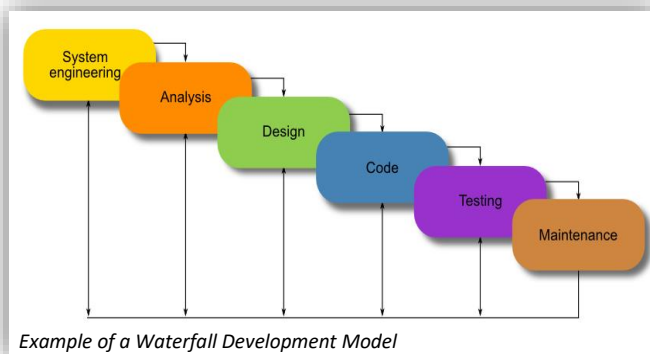 System
engineering
Analysis
Design
Code
Testing
Maintenance
Example of a Waterfall Development Model